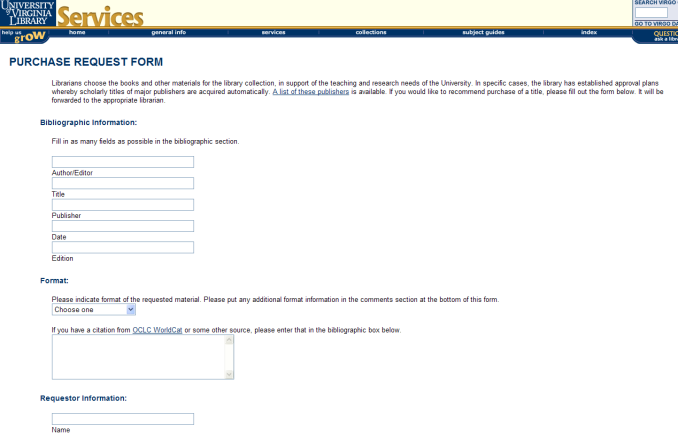 UNIVERSITY
of VIRGINIA
LIBRARY
Services
SEARCH VIRGO
GO TO VIRGO
help us
grow
home
general info
services
collections
subject guides
index
ask a
PURCHASE REQUEST FORM
Librarians choose the books and other materials for the library collection, in support of the teaching and research needs of the University. In specific cases, the library has established approval plans
whereby scholarly titles of major publishers are acquired automatically. A list of these publishers is available. If you would like to recommend purchase of a title, please fill out the form below. It will be
forwarded to the appropriate librarian.
Bibliographic Information:
Fill in as many fields as possible in the bibliographic section.
Author/Editor
Title
Publisher
Date
Edition
Format:
Please indicate format of the requested material. Please put any additional format information in the comments section at the bottom of this form.
Choose one
If you have a citation from OCLC WorldCat or some other source, please enter that in the bibliographic box below.
Requestor Information:
Name